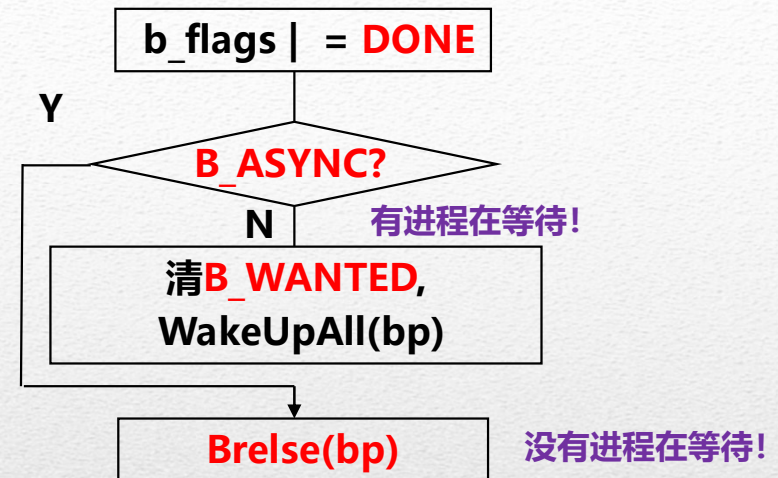 b_flags | = DONE
Y
B_ASYNC?
N
有进程在等待!
清B_WANTED,
WakeUpAll(bp)
Brelse(bp)
没有进程在等待!